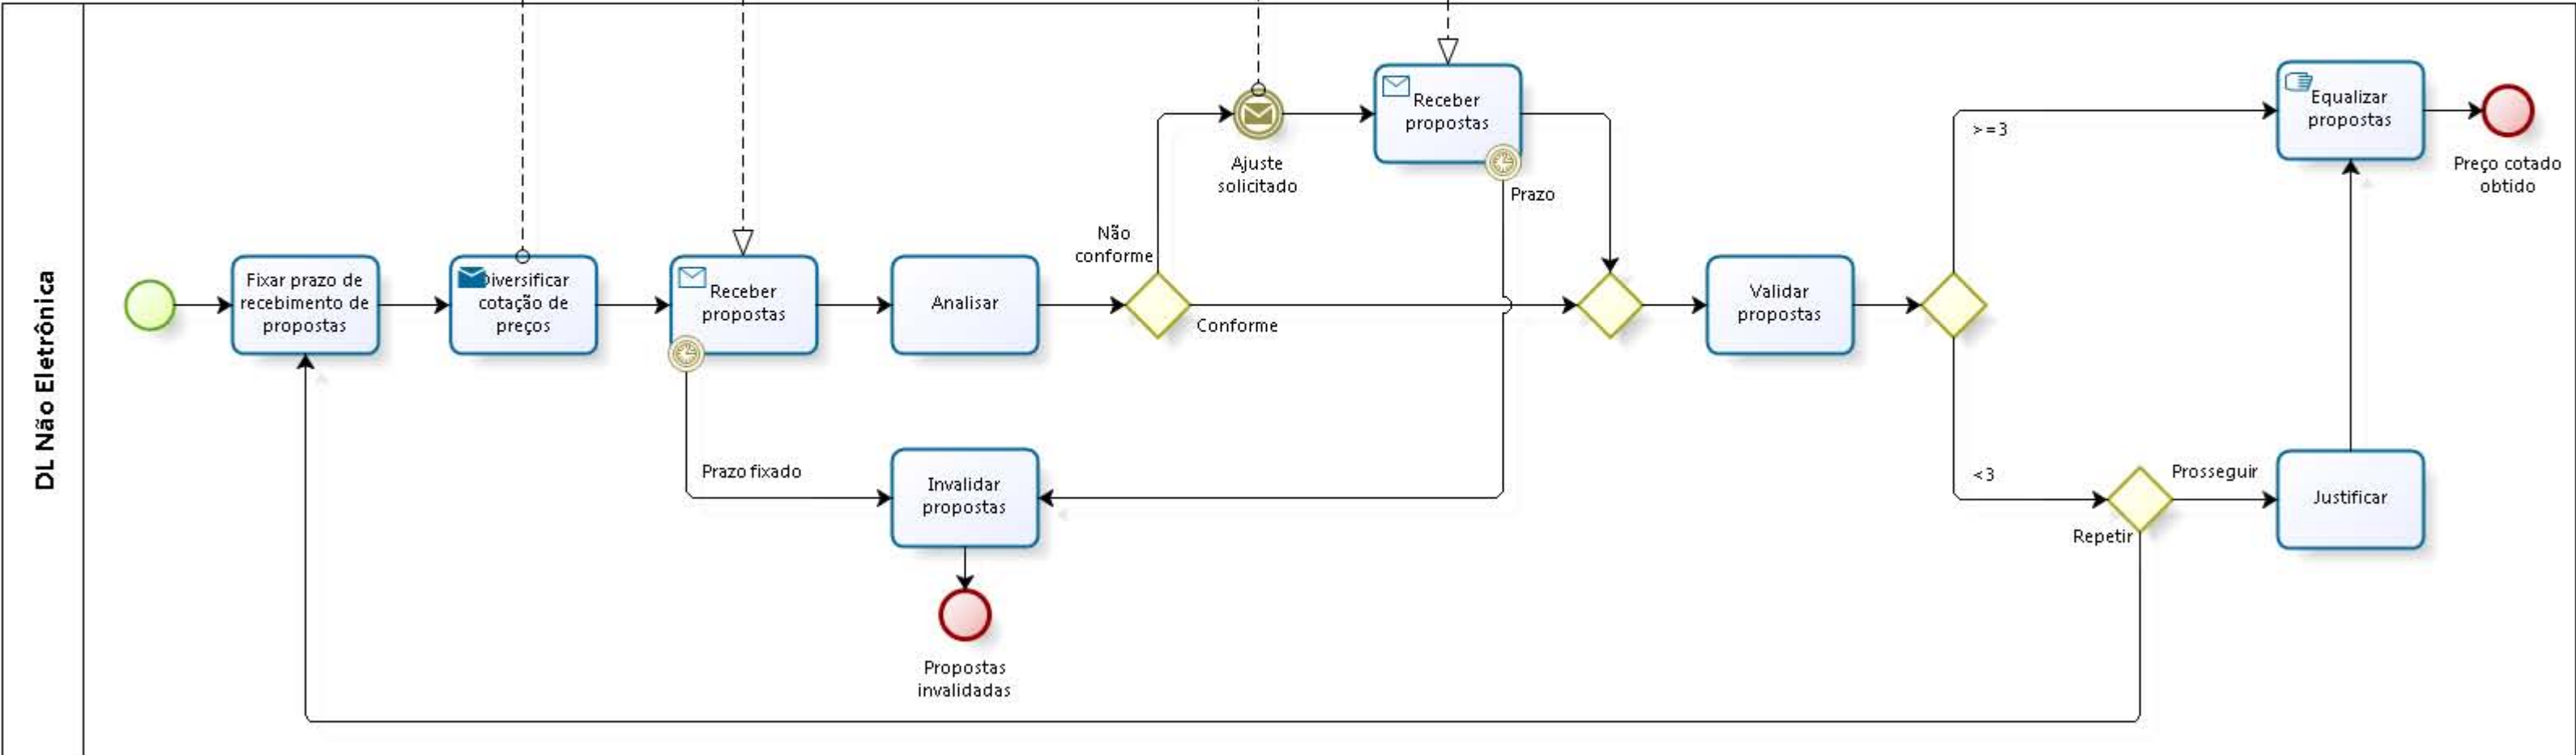 DL Não Eletrônica
Fixar prazo de
recebimento de
propostas
Diversificar
cotação de
preços
Receber
propostas
Prazo fixado
Analisar
Invalidar
propostas
Propostas
invalidadas
Não
conforme
Conforme
Ajuste
solicitado
Receber
propostas
Prazo
Validar
propostas
>=3
<3
Repetir
Prosseguir
Justificar
Equalizar
propostas
Preço cotado
obtido